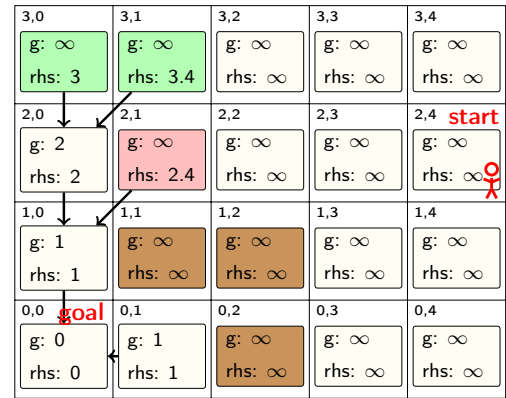 3,0 3,1 3,2 3,3 3,4
g: ∞ g: ∞ g: ∞ g: ∞ g: ∞
rhs: 3 rhs: 3.4 rhs: ∞ rhs: ∞ rhs: ∞
2,0 2,1 2,2 2,3 2,4 start
g: 2 g: ∞ g: ∞ g: ∞ g: ∞
rhs: 2 rhs: 2.4 rhs: ∞ rhs: ∞ rhs: ∞
1,0 1,1 1,2 1,3 1,4
g: 1 g: ∞ g: ∞ g: ∞ g: ∞
rhs: 1 rhs: ∞ rhs: ∞ rhs: ∞ rhs: ∞
0,0 goal 0,1 0,2 0,3 0,4
g: 0 g: 1 g: ∞ g: ∞ g: ∞
rhs: 0 rhs: 1 rhs: ∞ rhs: ∞ rhs: ∞